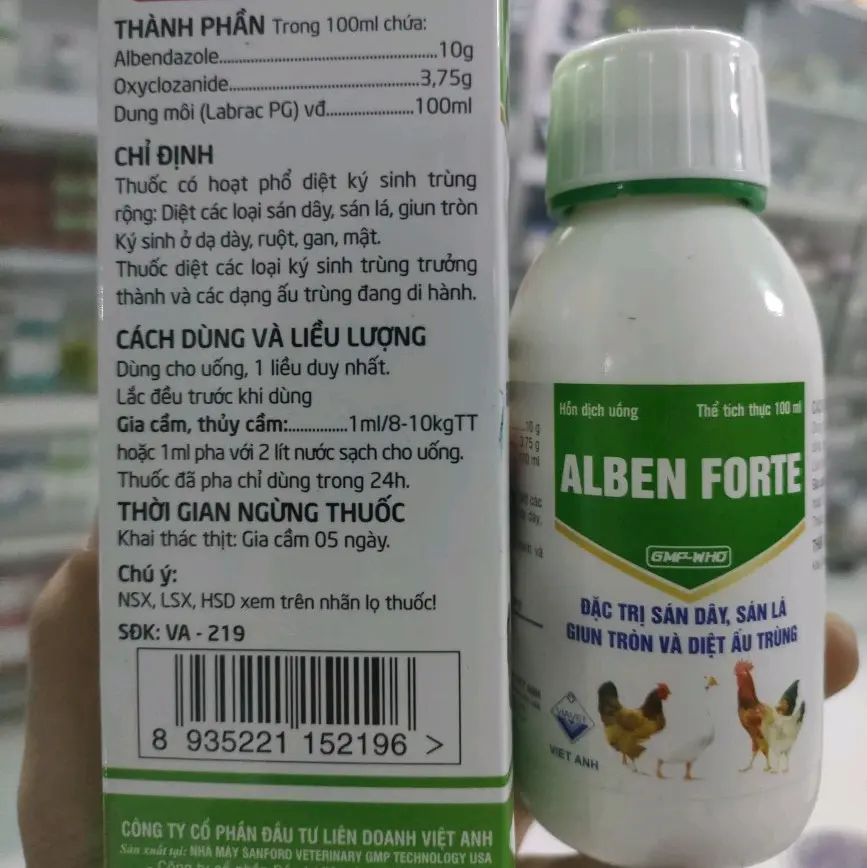 THÀNH PHẦN Trong 100ml chứa:
Albendazole........................................10g
Oxyclozanide...................................3,75g
Dung môi (Labrac PG) vđ................100ml
CHỈ ĐỊNH
Thuốc có hoạt phổ diệt ký sinh trùng
rộng: Diệt các loại sán dây, sán lá, giun tròn
Ký sinh ở dạ dày, ruột, gan, mật.
Thuốc diệt các loại ký sinh trùng trưởng
thành và các dạng ấu trùng đang di hành.
CÁCH DÙNG VÀ LIỀU LƯỢNG
Dùng cho uống, 1 liều duy nhất.
Lắc đều trước khi dùng
Gia cầm, thủy cầm:...............1ml/8-10kgTT
hoặc 1ml pha với 2 lít nước sạch cho uống.
Thuốc đã pha chỉ dùng trong 24h.
THỜI GIAN NGỪNG THUỐC
Khai thác thịt: Gia cầm 05 ngày.
Chú ý:
NSX, LSX, HSD xem trên nhãn lọ thuốc!
SĐK: VA - 219
8 935221 152196 >
CÔNG TY CỔ PHẦN ĐẦU TƯ LIÊN DOANH VIỆT ANH
Sản xuất tại: NHÀ MÁY SANFORD VETERINARY GMP TECHNOLOGY USA
Hỗn dịch uống
Thể tích thực 100 ml
10 g
3,75 g
ALBEN FORTE
GMP-WHO
ĐẶC TRỊ SÁN DÂY, SÁN LÁ
GIUN TRÒN VÀ DIỆT ẤU TRÙNG
VIAVET
VIET ANH